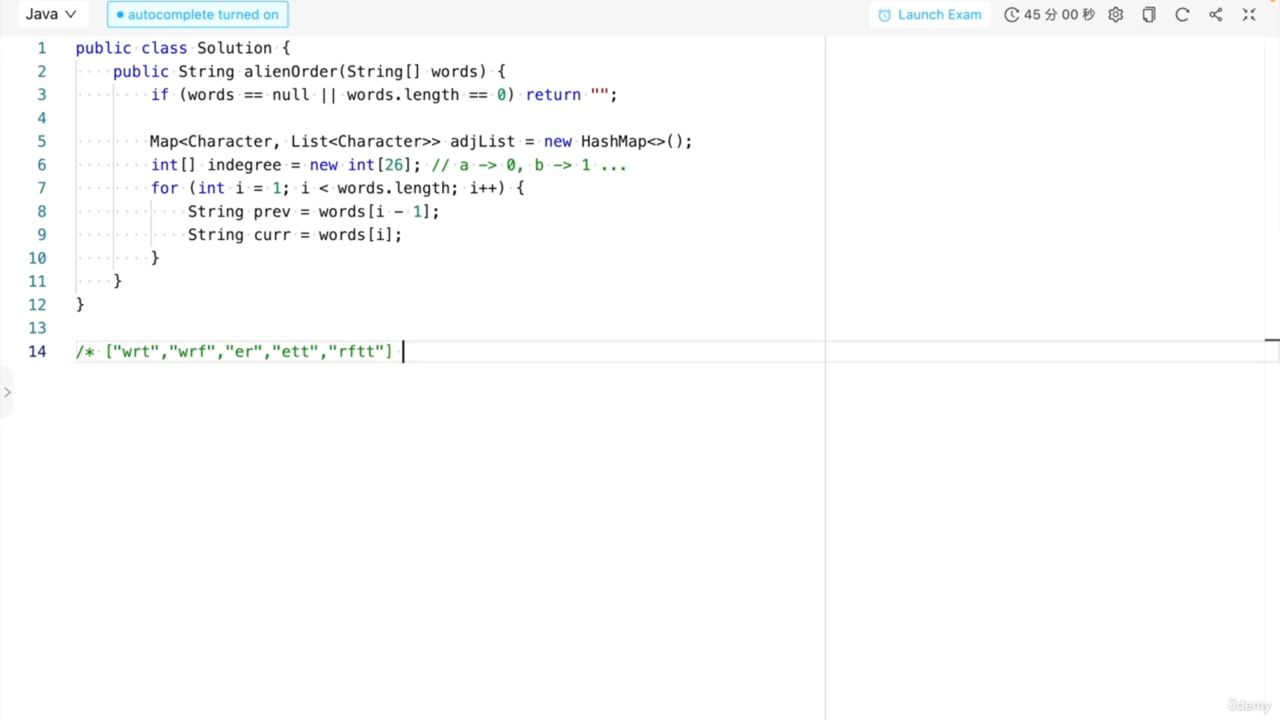 Java autocomplete turned on Launch Exam 45 分 00 秒
1 public class Solution {
2 public String alienOrder(String[] words) {
3 if (words == null || words.length == 0) return "";
4
5 Map<Character, List<Character>> adjList = new HashMap<>();
6 int[] indegree = new int[26]; // a -> 0, b -> 1 ...
7 for (int i = 1; i < words.length; i++) {
8 String prev = words[i - 1];
9 String curr = words[i];
10 }
11 }
12 }
13
14 /* ["wrt","wrf","er","ett","rftt"]
ûdemy